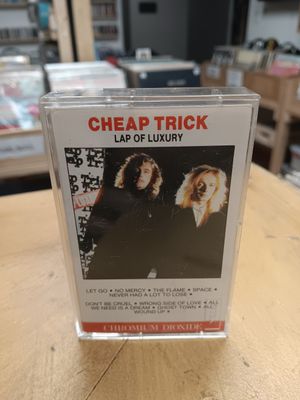 CHEAP TRICK
LAP OF LUXURY
LET GO • NO MERCY • THE FLAME • SPACE •
NEVER HAD A LOT TO LOSE •
DON'T BE CRUEL • WRONG SIDE OF LOVE • ALL
WE NEED IS A DREAM • GHOST TOWN • ALL
WOUND UP •
CHROMIUM DIOXIDE